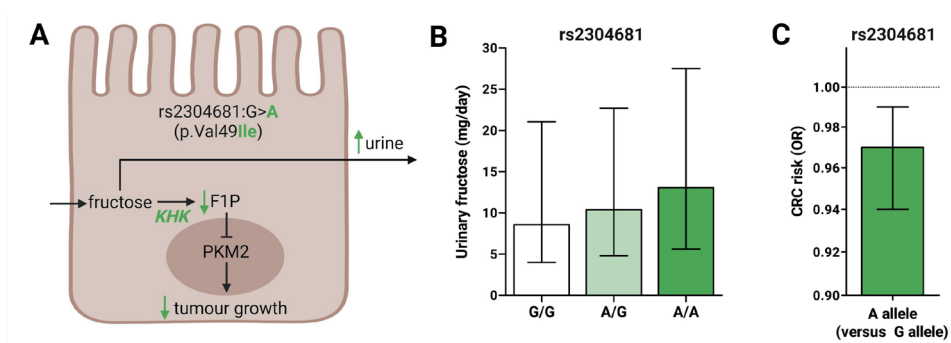 A
rs2304681:G>A
(p.Val49Ile)
urine
fructose
KHK
F1P
PKM2
tumour growth
B
rs2304681
Urinary fructose (mg/day)
30
25
20
15
10
5
0
G/G
A/G
A/A
C
rs2304681
CRC risk (OR)
1.00
0.98
0.96
0.94
0.92
0.90
A allele
(versus G allele)